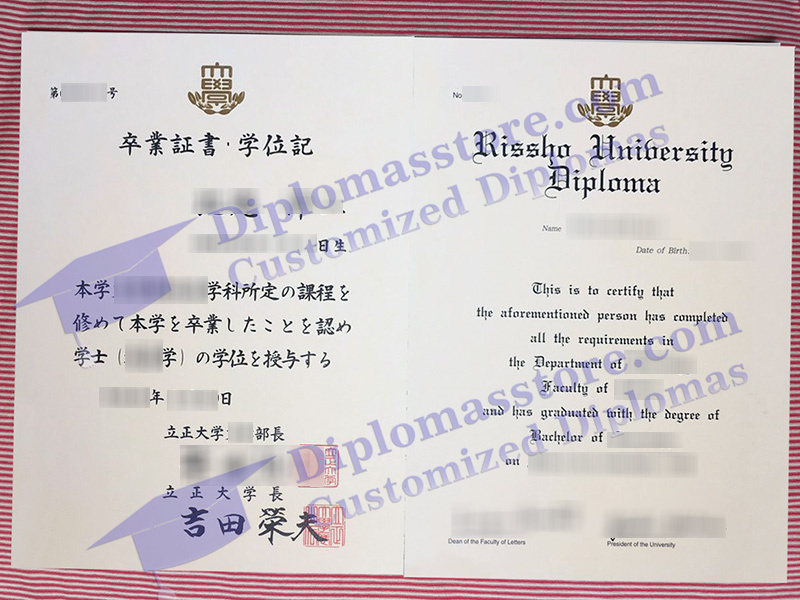 第 号
大學
卒業証書・学位記
日生
本学 学科所定の課程を
修めて本学を卒業したことを認め
学士( 学)の学位を授与する
年 日
立正大学 部長
立正大学長
吉田榮夫
No
大學
Rissho University
Diploma
Name
Date of Birth.
This is to certify that
the aforementioned person has completed
all the requirements in
the Department of
Faculty of
and has graduated with the degree of
Bachelor of
on
Dean of the Faculty of Letters
President of the University
Diplomasstore.com
Customized Diplomas
Diplomasstore.com
Customized Diplomas